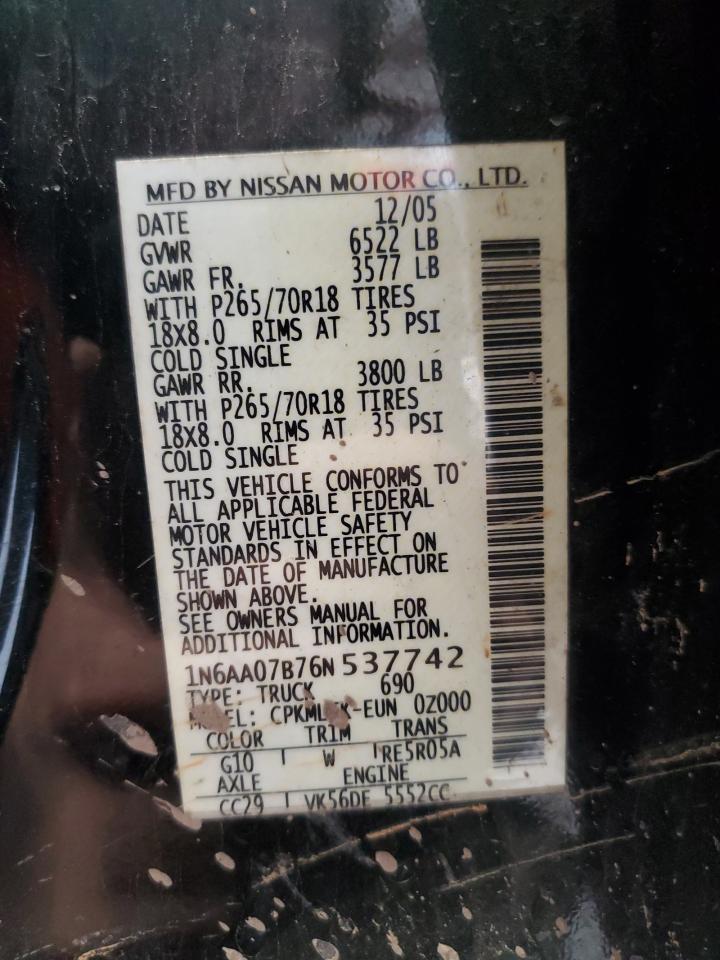 MFD BY NISSAN MOTOR CO., LTD.
DATE 12/05
GVWR 6522 LB
GAWR FR. 3577 LB
WITH P265/70R18 TIRES
18X8.0 RIMS AT 35 PSI
COLD SINGLE
GAWR RR. 3800 LB
WITH P265/70R18 TIRES
18X8.0 RIMS AT 35 PSI
COLD SINGLE
THIS VEHICLE CONFORMS TO
ALL APPLICABLE FEDERAL
MOTOR VEHICLE SAFETY
STANDARDS IN EFFECT ON
THE DATE OF MANUFACTURE
SHOWN ABOVE.
SEE OWNERS MANUAL FOR
ADDITIONAL INFORMATION.
1N6AA07B76N537742
TYPE: TRUCK 690
0Z000
COLOR TRIM TRANS
G10 W RE5R05A
AXLE ENGINE
CC29 VK56DE 5552CC